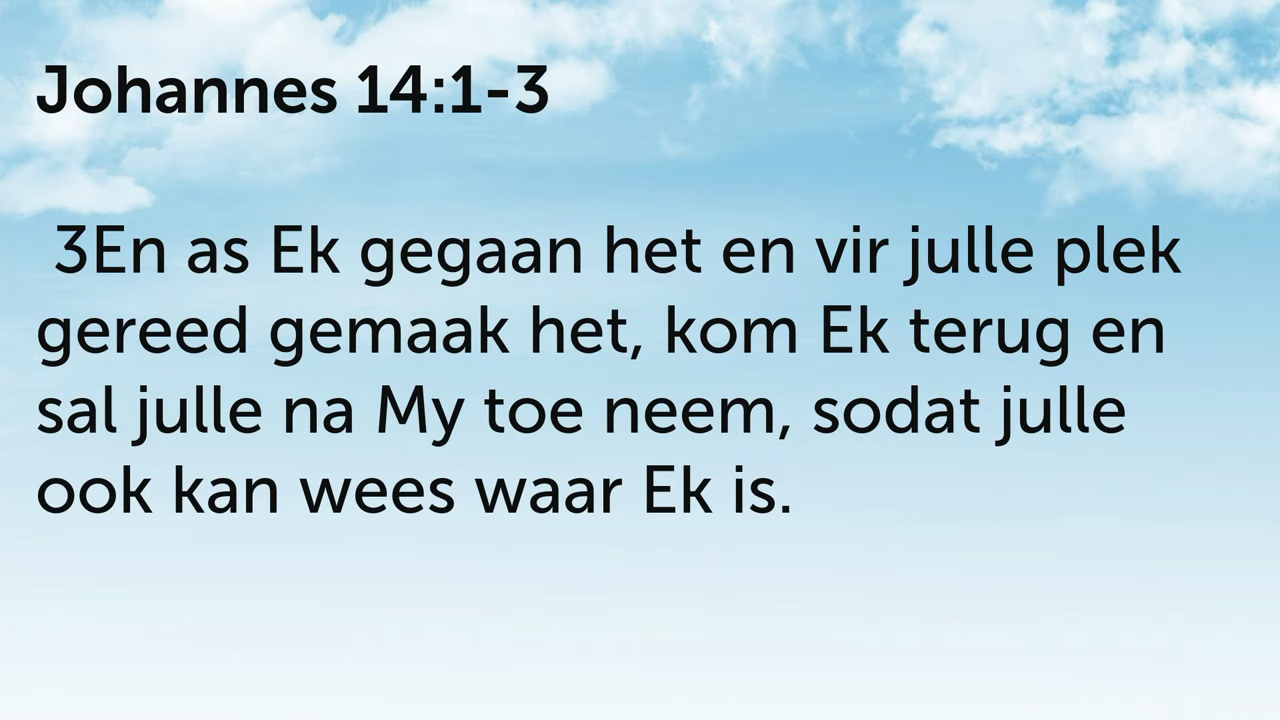 Johannes 14:1-3
3En as Ek gegaan het en vir julle plek
gereed gemaak het, kom Ek terug en
sal julle na My toe neem, sodat julle
ook kan wees waar Ek is.